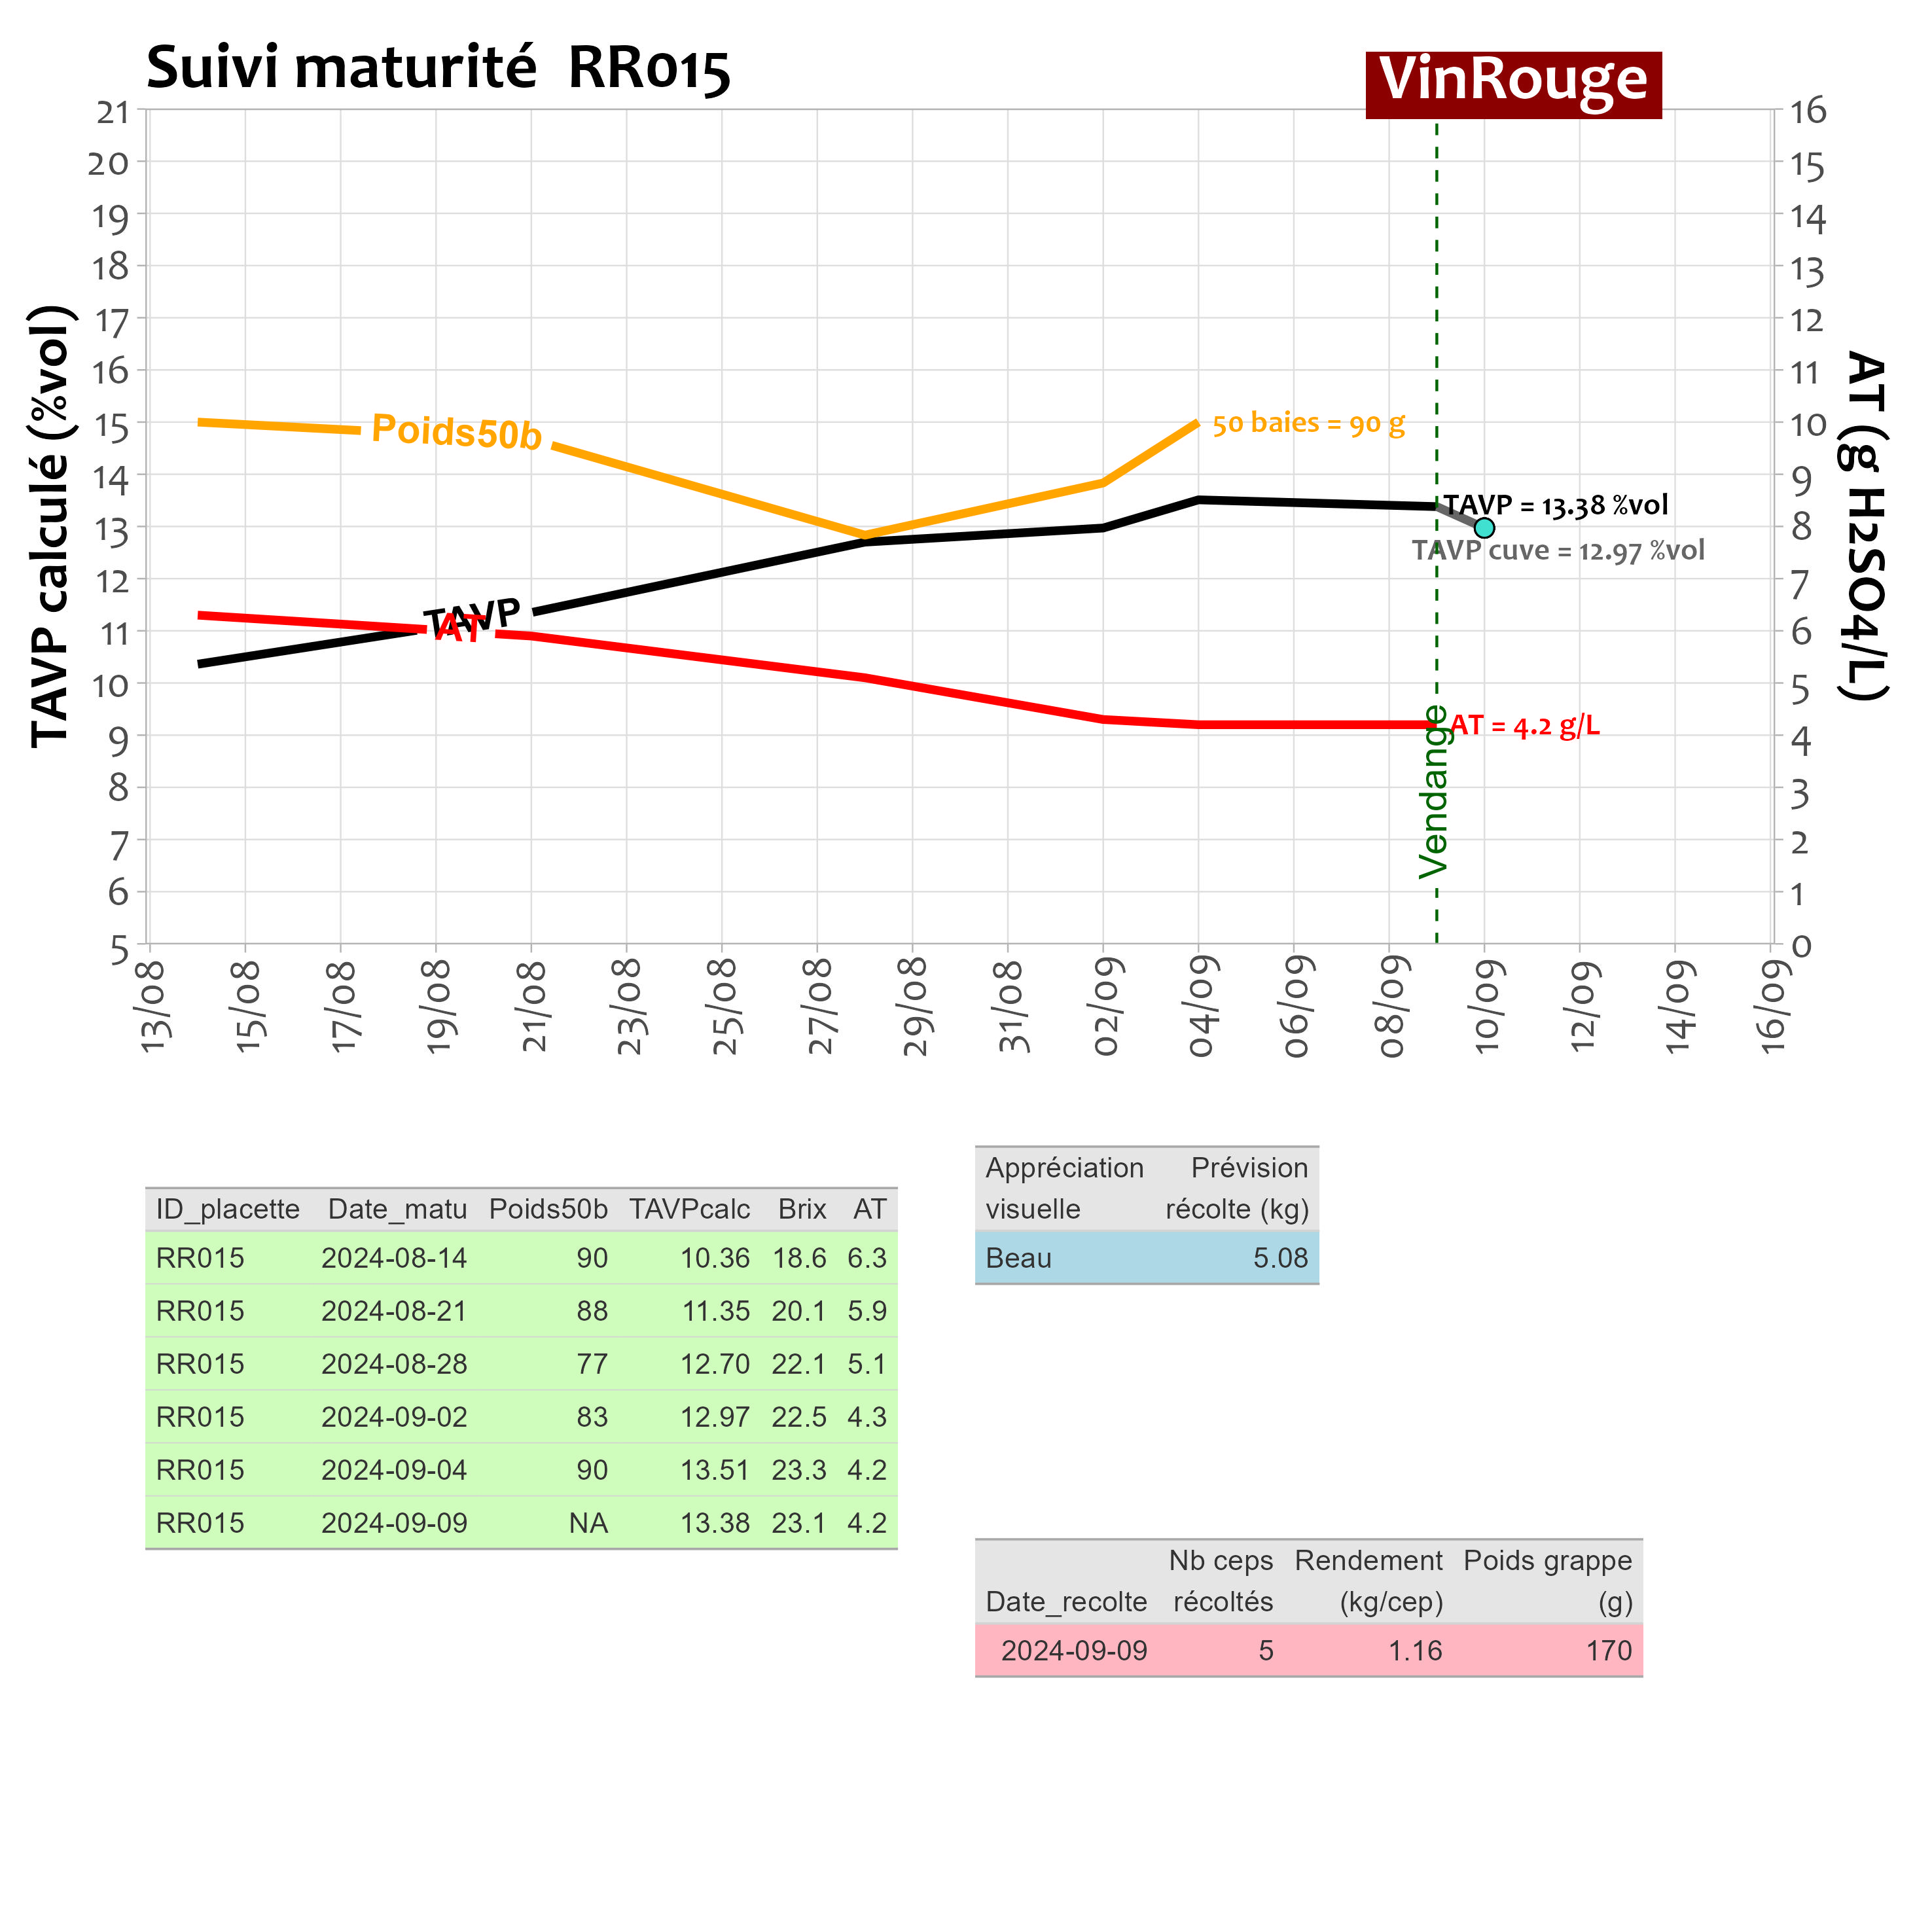 Suivi maturité RR015
VinRouge
21
20
19
18
17
16
15
14
13
12
11
10
9
8
7
6
5
TAVP calculé (%vol)
16
15
14
13
12
11
10
9
8
7
6
5
4
3
2
1
0
AT (g H2SO4/L)
Poids50b
50 baies = 90 g
TAVP = 13.38 %vol
TAVP cuve = 12.97 %vol
TAVP
AT
AT = 4.2 g/L
Vendange
13/08 15/08 17/08 19/08 21/08 23/08 25/08 27/08 29/08 31/08 02/09 04/09 06/09 08/09 10/09 12/09 14/09 16/09
ID_placette Date_matu Poids50b TAVPcalc Brix AT
RR015 2024-08-14 90 10.36 18.6 6.3
RR015 2024-08-21 88 11.35 20.1 5.9
RR015 2024-08-28 77 12.70 22.1 5.1
RR015 2024-09-02 83 12.97 22.5 4.3
RR015 2024-09-04 90 13.51 23.3 4.2
RR015 2024-09-09 NA 13.38 23.1 4.2
Appréciation Prévision
visuelle récolte (kg)
Beau 5.08
Nb ceps Rendement Poids grappe
Date_recolte récoltés (kg/cep) (g)
2024-09-09 5 1.16 170